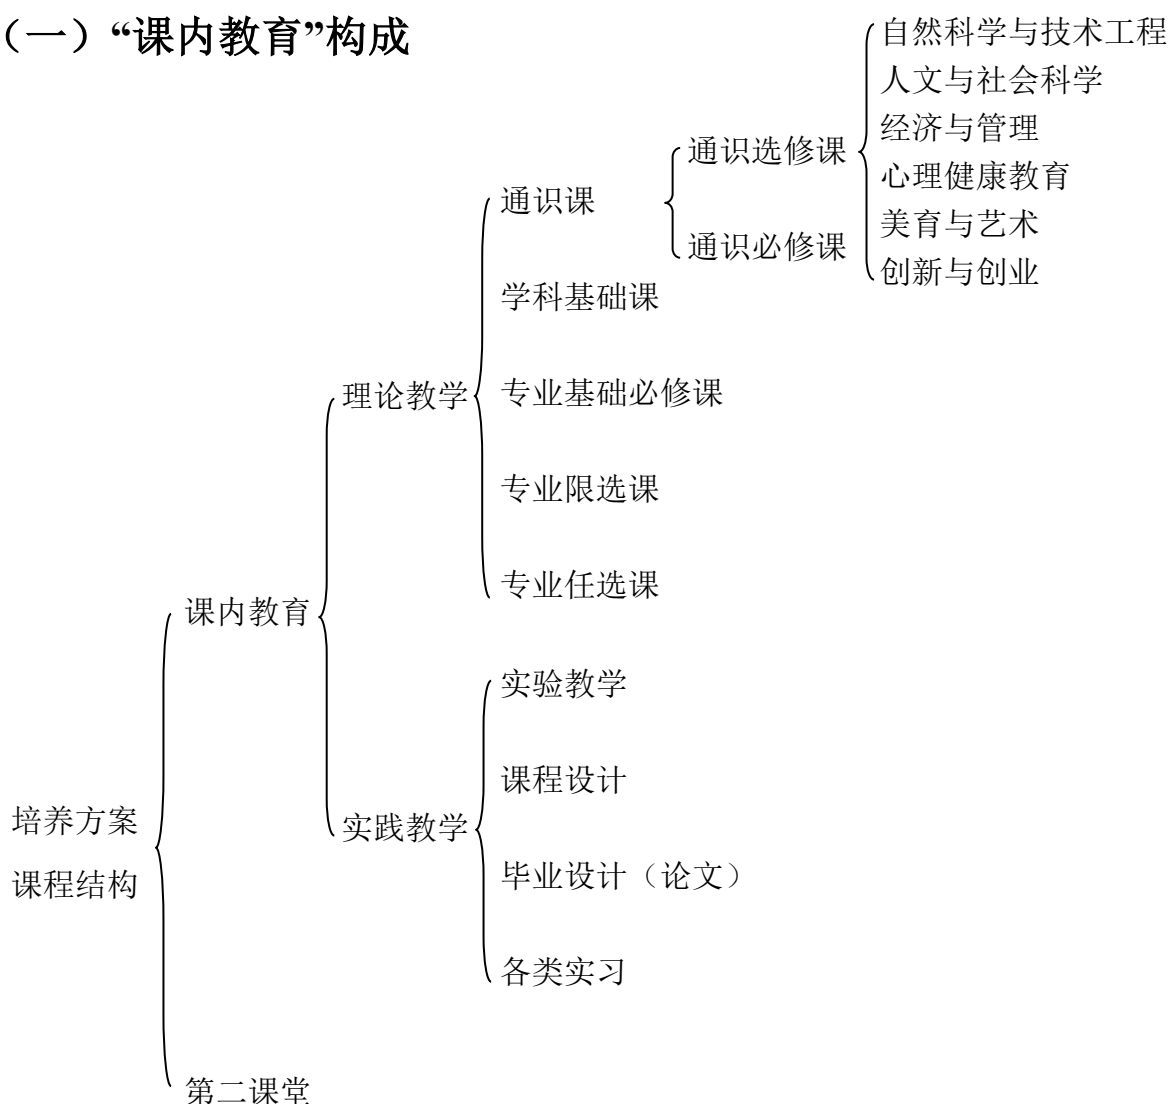 （一）“课内教育”构成
自然科学与技术工程
人文与社会科学
经济与管理
心理健康教育
美育与艺术
创新与创业
通识选修课
通识必修课
通识课
学科基础课
专业基础必修课
专业限选课
专业任选课
理论教学
课内教育
实验教学
课程设计
毕业设计（论文）
各类实习
实践教学
培养方案
课程结构
第二课堂